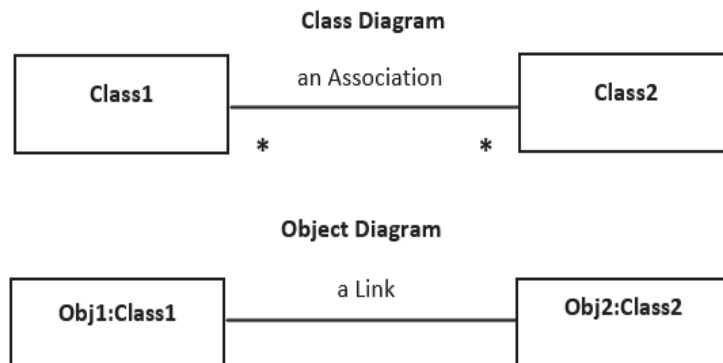 Class Diagram
Class1
an Association
Class2
*
*
Object Diagram
Obj1:Class1
a Link
Obj2:Class2